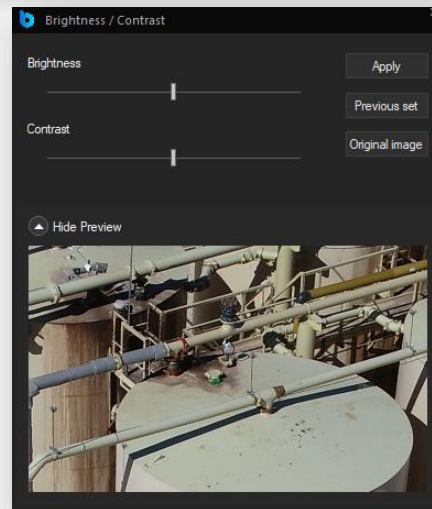 Brightness / Contrast
Brightness
Apply
Previous set
Contrast
Original image
Hide Preview